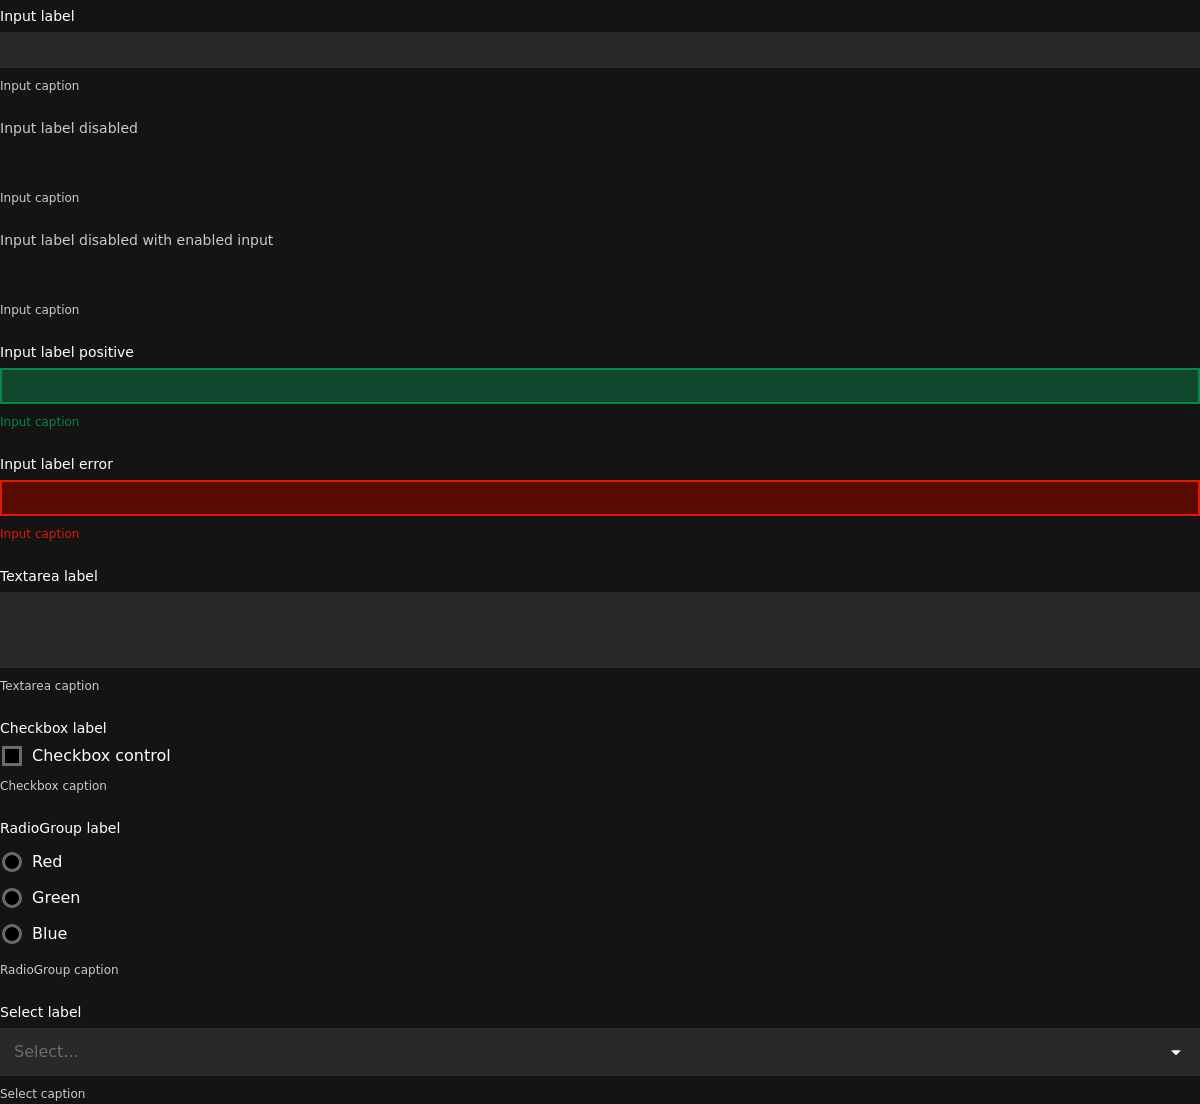 Input label
Input caption
Input label disabled
Input caption
Input label disabled with enabled input
Input caption
Input label positive
Input caption
Input label error
Input caption
Textarea label
Textarea caption
Checkbox label
Checkbox control
Checkbox caption
RadioGroup label
Red
Green
Blue
RadioGroup caption
Select label
Select...
Select caption